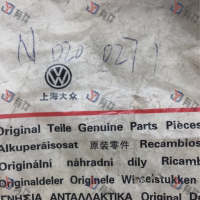 N 020 027 1
上海大众
Original Teile Genuine Parts Pièces
Alkuperäisosat 原装零件 Recambios
Originální náhradní díly Ricamb
Originaldeler Originele Wisselstukken
ΓΝΗΣΙΑ ΑΝΤΑΛΛΑΚΤΙΚΑ Original De